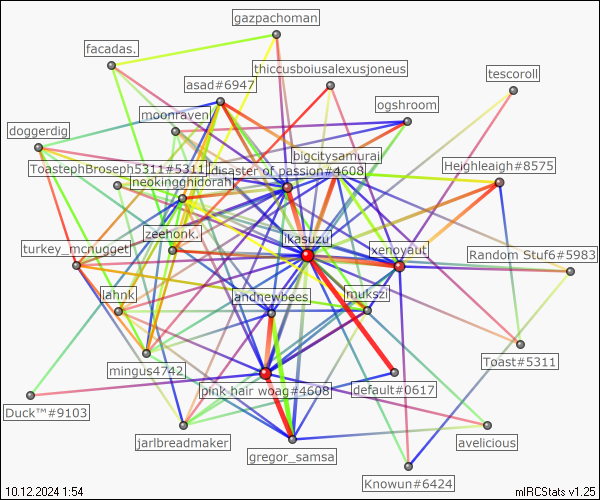 gazpachoman
facadas.
thiccusboiusalexusjoneus
tescoroll
asad#6947
ogshroom
moonraven
doggerdig
bigcitysamurai
ToastephBroseph5311#5311
disaster of passion#4608
Heighleaigh#8575
neokingghidorah
zeehonk.
ikasuzu
turkey_mcnugget
xenoyaut
Random Stuf6#5983
lahnk
andnewbees
mukszi
mingus4742
pink hair woag#4608
default#0617
Toast#5311
Duck™#9103
jarlbreadmaker
avelicious
gregor_samsa
Knowun#6424
10.12.2024 1:54
mIRCStats v1.25